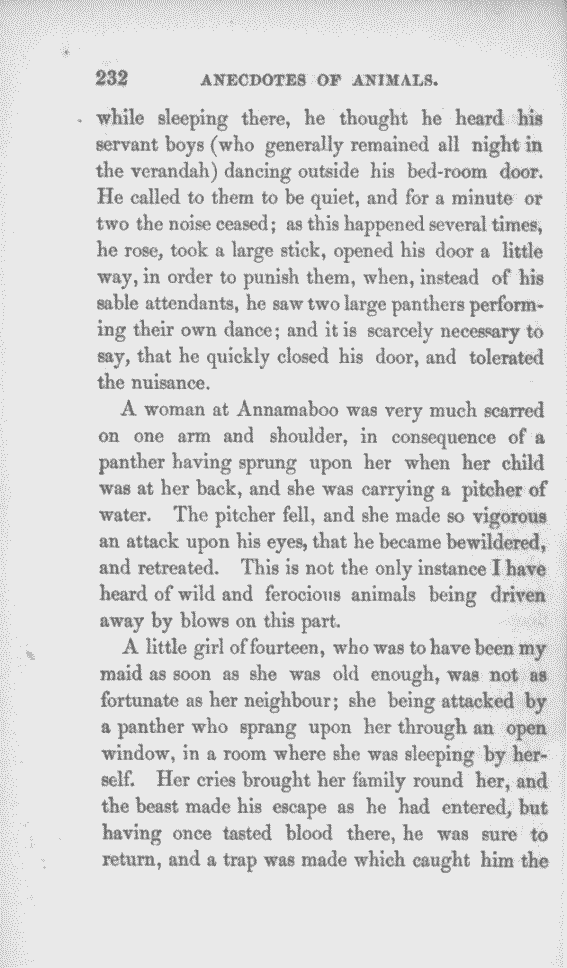 232 ANECDOTES OF ANIMALS.
while sleeping there, he thought he heard his
servant boys (who generally remained all night in
the verandah) dancing outside his bed-room door.
He called to them to be quiet, and for a minute or
two the noise ceased; as this happened several times,
he rose, took a large stick, opened his door a little
way, in order to punish them, when, instead of his
sable attendants, he saw two large panthers perform-
ing their own dance; and it is scarcely necessary to
say, that he quickly closed his door, and tolerated
the nuisance.
A woman at Annamaboo was very much scarred
on one arm and shoulder, in consequence of a
panther having sprung upon her when her child
was at her back, and she was carrying a pitcher of
water. The pitcher fell, and she made so vigorous
an attack upon his eyes, that he became bewildered,
and retreated. This is not the only instance I have
heard of wild and ferocious animals being driven
away by blows on this part.
A little girl of fourteen, who was to have been my
maid as soon as she was old enough, was not as
fortunate as her neighbour; she being attacked by
a panther who sprang upon her through an open
window, in a room where she was sleeping by her-
self. Her cries brought her family round her, and
the beast made his escape as he had entered, but
having once tasted blood there, he was sure to
return, and a trap was made which caught him the